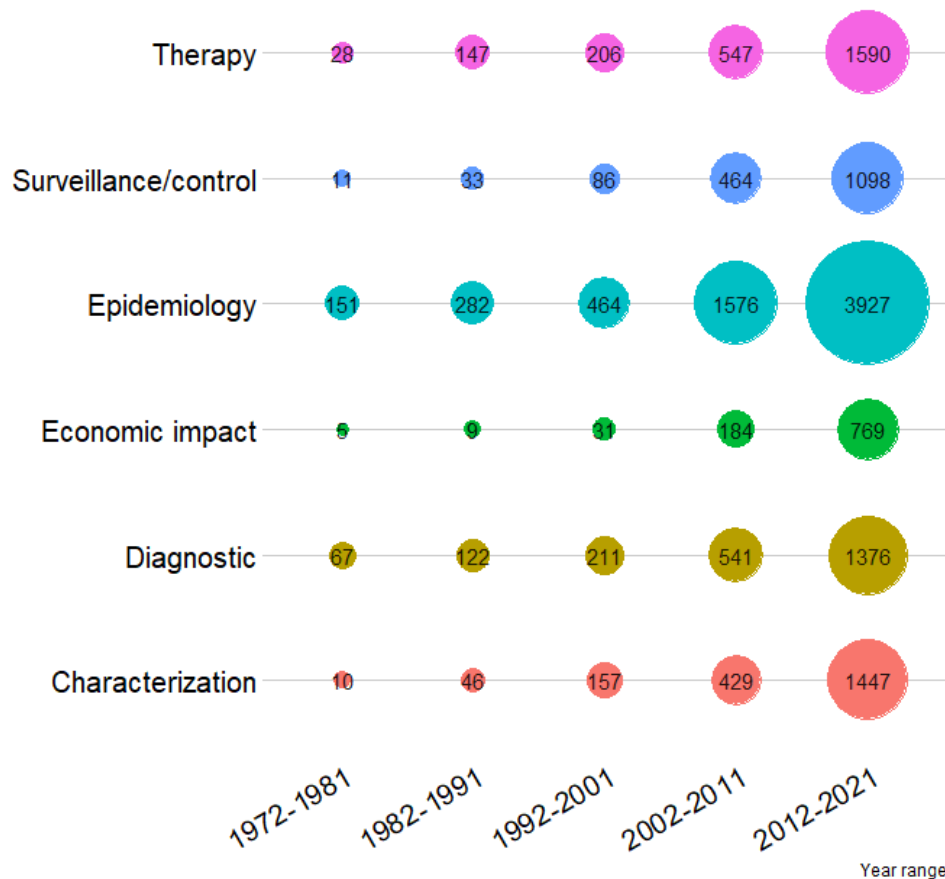 Therapy 28 147 206 547 1590
Surveillance/control 11 33 86 464 1098
Epidemiology 151 282 464 1576 3927
Economic impact 5 9 31 184 769
Diagnostic 67 122 211 541 1376
Characterization 10 46 157 429 1447
1972-1981 1982-1991 1992-2001 2002-2011 2012-2021
Year range